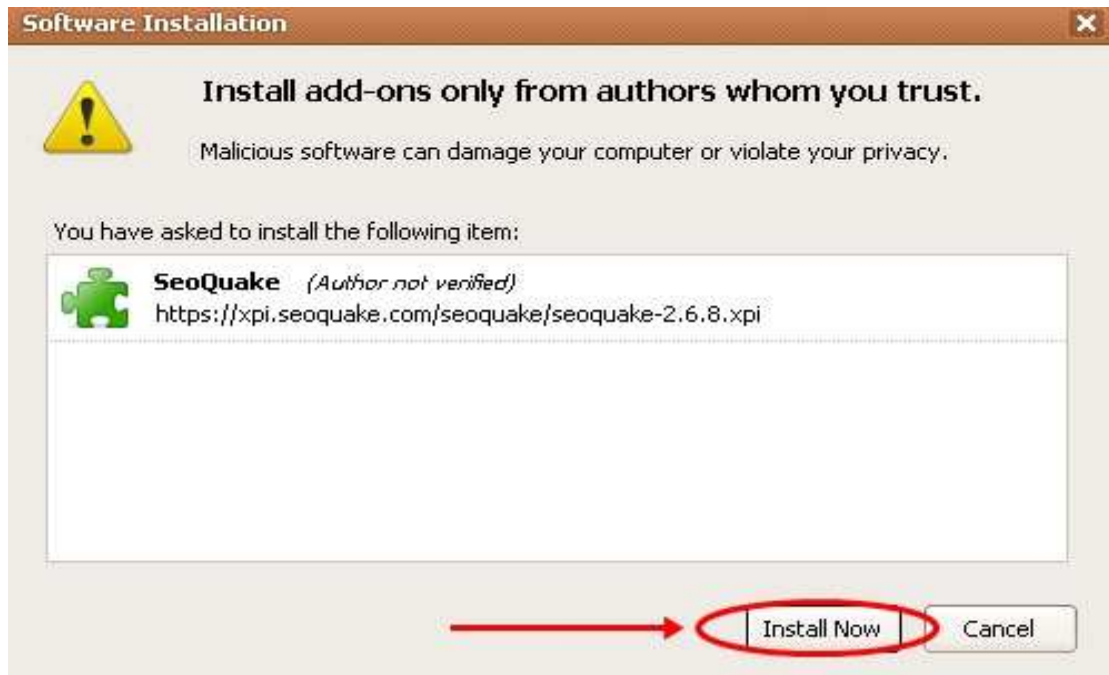 Software Installation
Install add-ons only from authors whom you trust.
Malicious software can damage your computer or violate your privacy.
You have asked to install the following item:
SeoQuake (Author not verified)
https://xpi.seoquake.com/seoquake/seoquake-2.6.8.xpi
Install Now Cancel